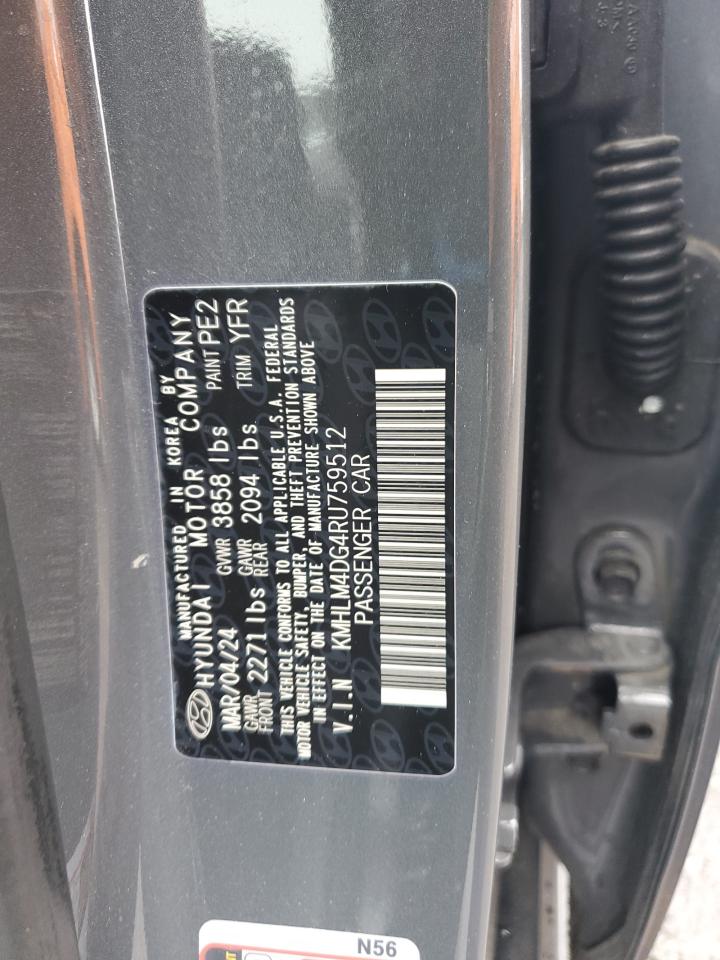 MANUFACTURED IN KOREA BY
HYUNDAI MOTOR COMPANY
MAR/04/24 GVWR 3858 lbs PAINT PE2
GAWR FRONT 2271 lbs GAWR REAR 2094 lbs. TRIM YFR
THIS VEHICLE CONFORMS TO ALL APPLICABLE U.S.A. FEDERAL
MOTOR VEHICLE SAFETY, BUMPER, AND THEFT PREVENTION STANDARDS
IN EFFECT ON THE DATE OF MANUFACTURE SHOWN ABOVE
V.I.N KMHLM4DG4RU759512
PASSENGER CAR
N56